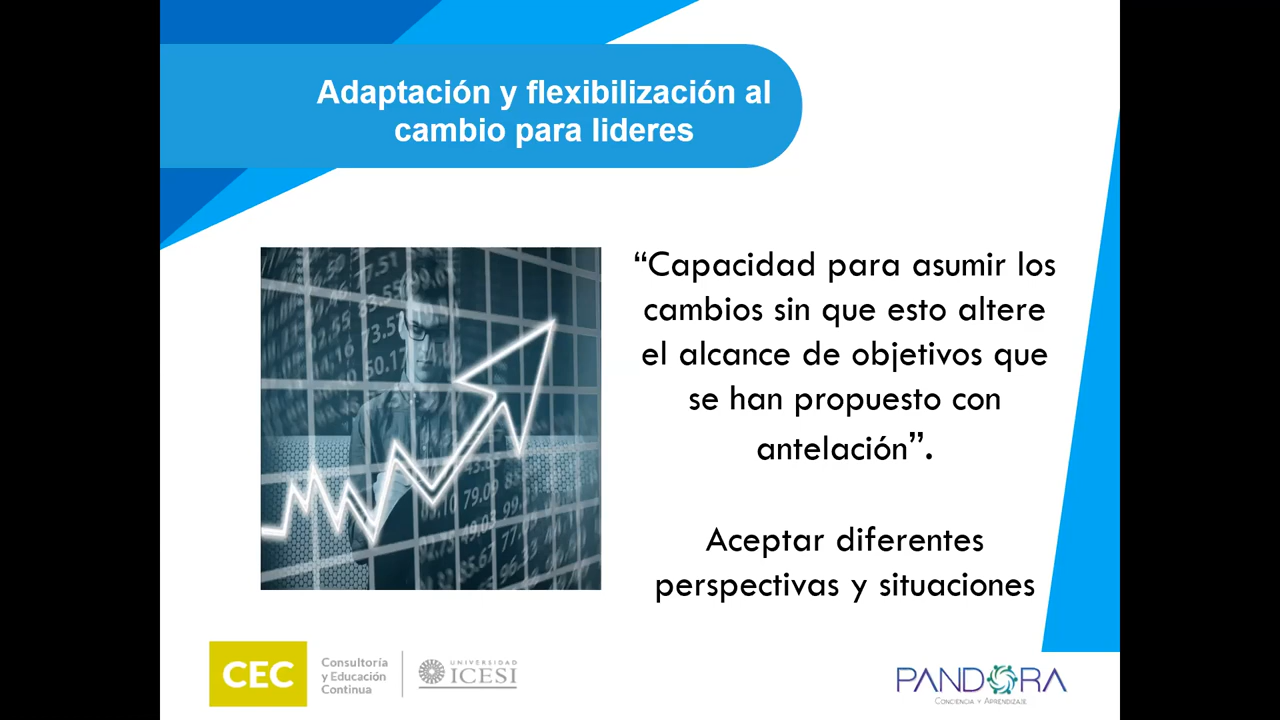 Adaptación y flexibilización al
cambio para lideres
“Capacidad para asumir los
cambios sin que esto altere
el alcance de objetivos que
se han propuesto con
antelación”.
Aceptar diferentes
perspectivas y situaciones
CEC
Consultoría
y Educación
Continua
UNIVERSIDAD
ICESI
PANDORA
CONCIENCIA Y APRENDIZAJE